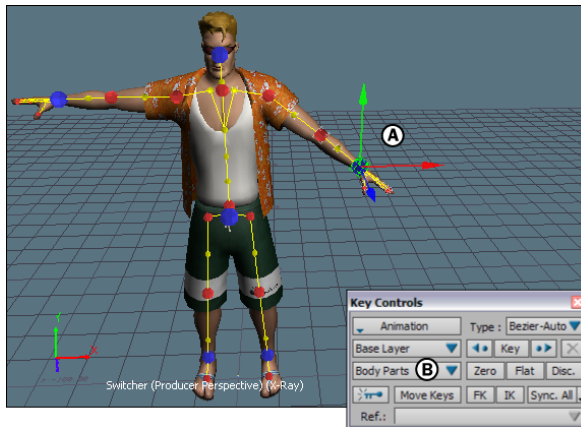 A
Key Controls
Animation Type : Bezier-Auto
Base Layer Key
Body Parts B Zero Flat Disc.
Move Keys FK IK Sync. All
Ref.:
Y
X
Switcher (Producer Perspective) (X-Ray)